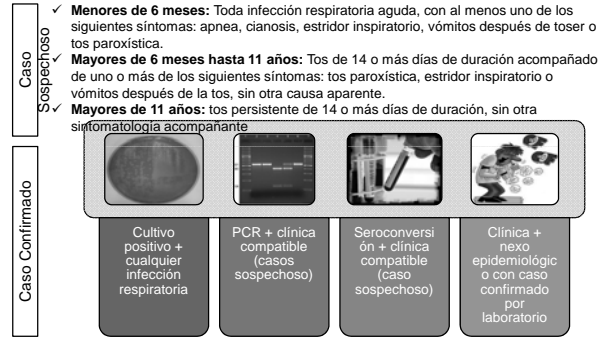 Caso
Sospechoso
✓ Menores de 6 meses: Toda infección respiratoria aguda, con al menos uno de los
siguientes síntomas: apnea, cianosis, estridor inspiratorio, vómitos después de toser o
tos paroxística.
✓ Mayores de 6 meses hasta 11 años: Tos de 14 o más días de duración acompañado
de uno o más de los siguientes síntomas: tos paroxística, estridor inspiratorio o
vómitos después de la tos, sin otra causa aparente.
✓ Mayores de 11 años: tos persistente de 14 o más días de duración, sin otra
sintomatología acompañante
Caso Confirmado
Cultivo
positivo +
cualquier
infección
respiratoria
PCR + clínica
compatible
(casos
sospechoso)
Seroconversi
ón + clínica
compatible
(caso
sospechoso)
Clínica +
nexo
epidemiológic
o con caso
confirmado
por
laboratorio